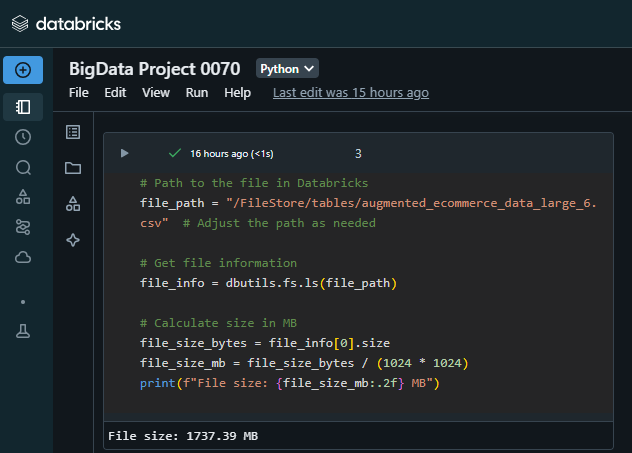 databricks
BigData Project 0070 Python
File Edit View Run Help Last edit was 15 hours ago
16 hours ago (<1s) 3
# Path to the file in Databricks
file_path = "/FileStore/tables/augmented_ecommerce_data_large_6.
csv"  # Adjust the path as needed
# Get file information
file_info = dbutils.fs.ls(file_path)
# Calculate size in MB
file_size_bytes = file_info[0].size
file_size_mb = file_size_bytes / (1024 * 1024)
print(f"File size: {file_size_mb:.2f} MB")
File size: 1737.39 MB